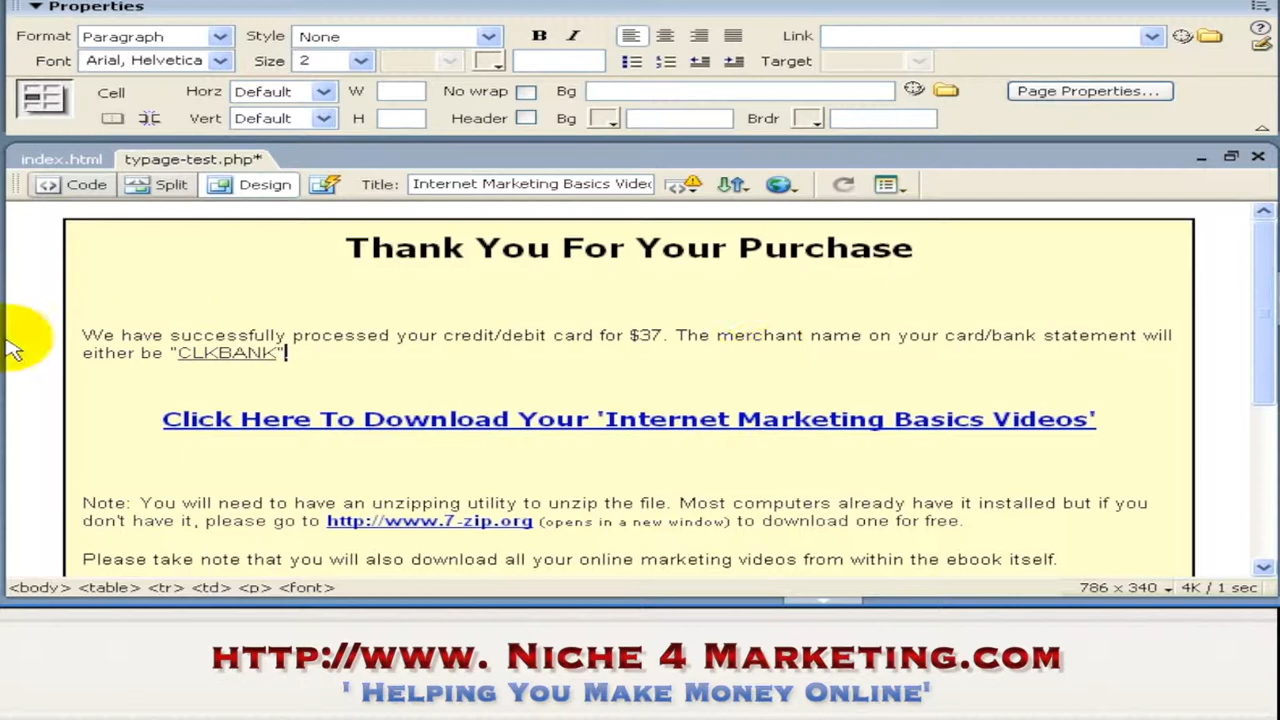 Properties
Format Paragraph Style None B I Link
Font Arial, Helvetica Size 2 Target
Cell Horz Default W No wrap Bg Page Properties...
Vert Default H Header Bg Brdr
index.html typage-test.php*
Code Split Design Title: Internet Marketing Basics Video
Thank You For Your Purchase
We have successfully processed your credit/debit card for $37. The merchant name on your card/bank statement will
either be "CLKBANK"
Click Here To Download Your 'Internet Marketing Basics Videos'
Note: You will need to have an unzipping utility to unzip the file. Most computers already have it installed but if you
don't have it, please go to http://www.7-zip.org (opens in a new window) to download one for free.
Please take note that you will also download all your online marketing videos from within the ebook itself.
<body> <table> <tr> <td> <p> <font> 786 x 340 4K / 1 sec
http://www. Niche 4 Marketing.com
' Helping You Make Money Online'